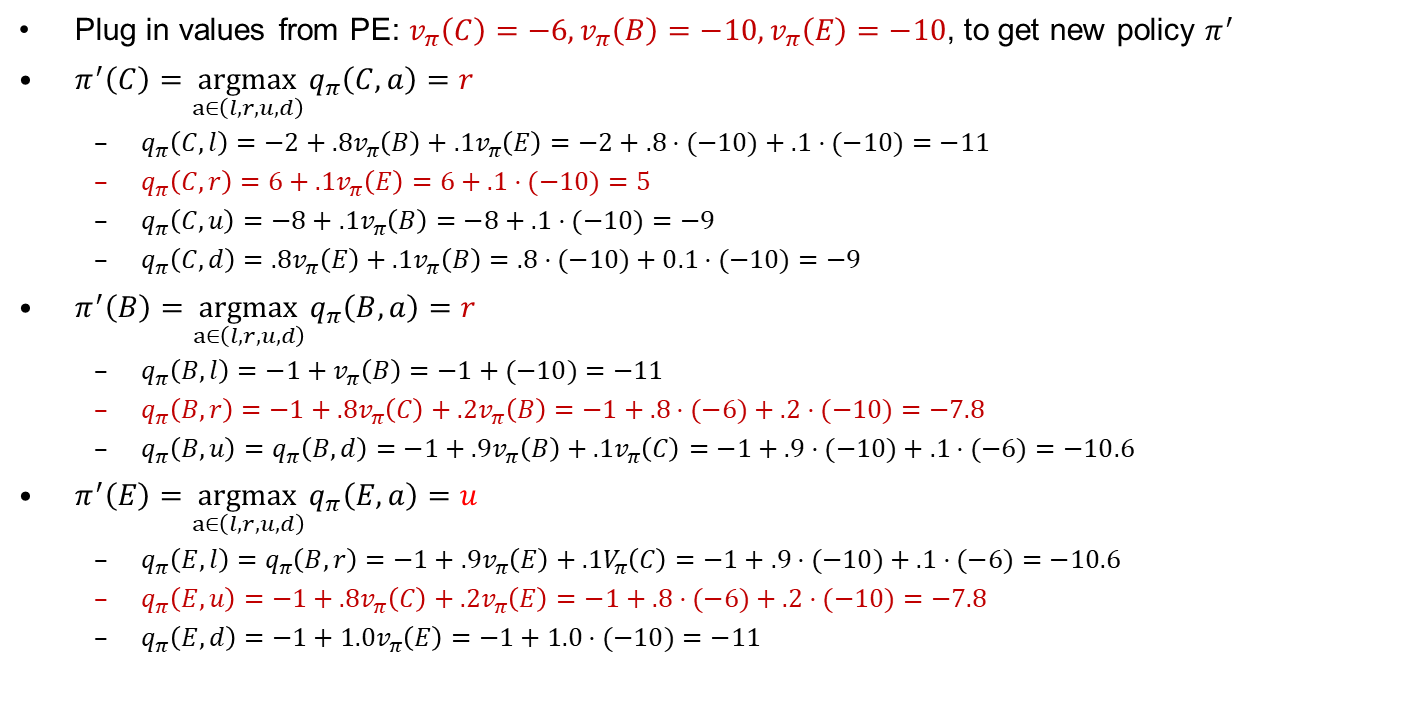 • Plug in values from PE: v_π(C) = −6, v_π(B) = −10, v_π(E) = −10, to get new policy π′
• π′(C) = argmax q_π(C, a) = r
a∈(l,r,u,d)
– q_π(C, l) = −2 + .8v_π(B) + .1v_π(E) = −2 + .8 · (−10) + .1 · (−10) = −11
– q_π(C, r) = 6 + .1v_π(E) = 6 + .1 · (−10) = 5
– q_π(C, u) = −8 + .1v_π(B) = −8 + .1 · (−10) = −9
– q_π(C, d) = .8v_π(E) + .1v_π(B) = .8 · (−10) + 0.1 · (−10) = −9
• π′(B) = argmax q_π(B, a) = r
a∈(l,r,u,d)
– q_π(B, l) = −1 + v_π(B) = −1 + (−10) = −11
– q_π(B, r) = −1 + .8v_π(C) + .2v_π(B) = −1 + .8 · (−6) + .2 · (−10) = −7.8
– q_π(B, u) = q_π(B, d) = −1 + .9v_π(B) + .1v_π(C) = −1 + .9 · (−10) + .1 · (−6) = −10.6
• π′(E) = argmax q_π(E, a) = u
a∈(l,r,u,d)
– q_π(E, l) = q_π(B, r) = −1 + .9v_π(E) + .1V_π(C) = −1 + .9 · (−10) + .1 · (−6) = −10.6
– q_π(E, u) = −1 + .8v_π(C) + .2v_π(E) = −1 + .8 · (−6) + .2 · (−10) = −7.8
– q_π(E, d) = −1 + 1.0v_π(E) = −1 + 1.0 · (−10) = −11